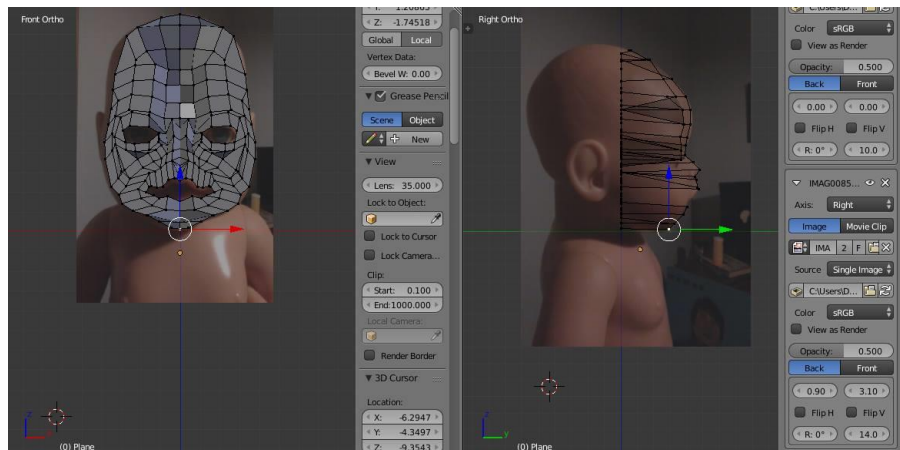 Front Ortho
Z: -1.74518
Global Local
Vertex Data:
Bevel W: 0.00
Grease Pencil
Scene Object
New
View
Lens: 35.000
Lock to Object:
Lock to Cursor
Lock Camera...
Clip:
Start: 0.100
End:1000.000
Local Camera:
Render Border
3D Cursor
Location:
X: -6.2947
Y: -4.3497
Z: -9.3543
z
(0) Plane
Right Ortho
z
y
(0) Plane
Color sRGB
View as Render
Opacity: 0.500
Back Front
0.00 0.00
Flip H Flip V
R: 0° 10.0
IMAG0085...
Axis: Right
Image Movie Clip
IMA 2 F
Source Single Image
C:\Users\D...
Color sRGB
View as Render
Opacity: 0.500
Back Front
0.90 3.10
Flip H Flip V
R: 0° 14.0